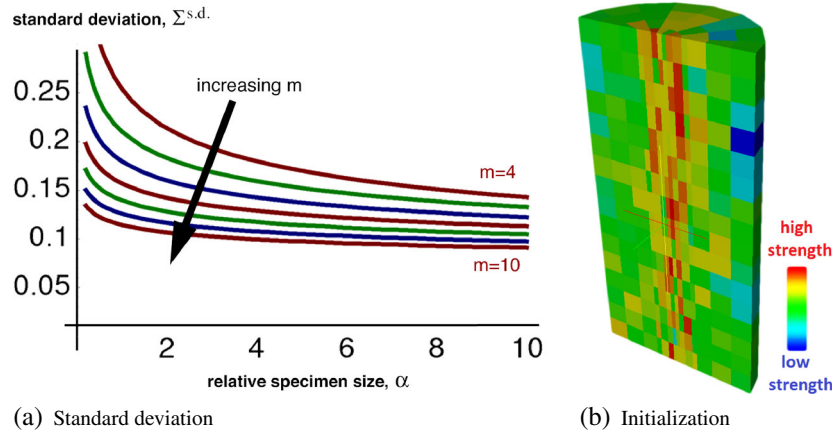 standard deviation, Σs.d.
0.25
0.2
0.15
0.1
0.05
increasing m
m=4
m=10
2
4
6
8
10
relative specimen size, α
high
strength
low
strength
(a) Standard deviation
(b) Initialization